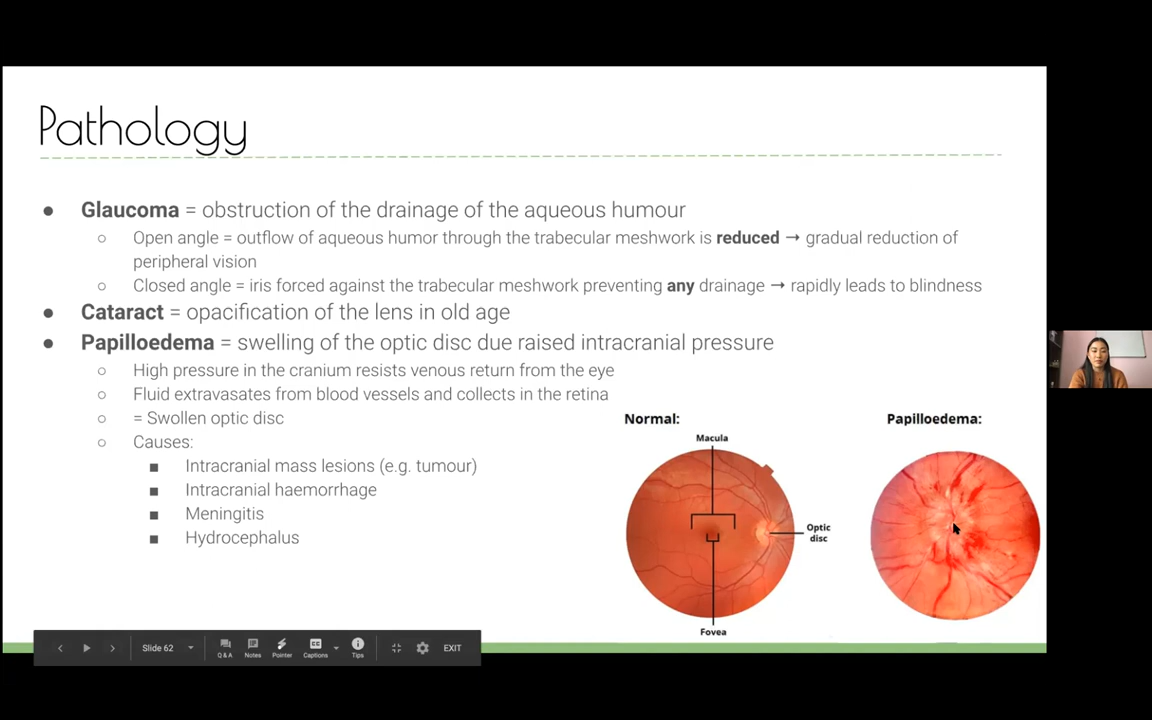 Pathology
● Glaucoma = obstruction of the drainage of the aqueous humour
○ Open angle = outflow of aqueous humor through the trabecular meshwork is reduced → gradual reduction of
peripheral vision
○ Closed angle = iris forced against the trabecular meshwork preventing any drainage → rapidly leads to blindness
● Cataract = opacification of the lens in old age
● Papilloedema = swelling of the optic disc due raised intracranial pressure
○ High pressure in the cranium resists venous return from the eye
○ Fluid extravasates from blood vessels and collects in the retina
○ = Swollen optic disc
○ Causes:
■ Intracranial mass lesions (e.g. tumour)
■ Intracranial haemorrhage
■ Meningitis
■ Hydrocephalus
Normal:
Macula
Optic
disc
Fovea
Papilloedema:
Slide 62
Q & A
Notes
Pointer
CC
Captions
Tips
EXIT